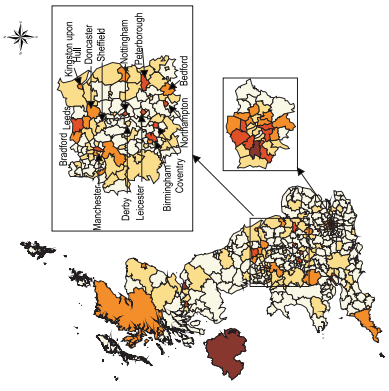 Kingston upon
Hull
Doncaster
Sheffield
Nottingham
Peterborough
Bedford
Bradford
Leeds
Manchester
Derby
Leicester
Birmingham
Coventry
Northampton